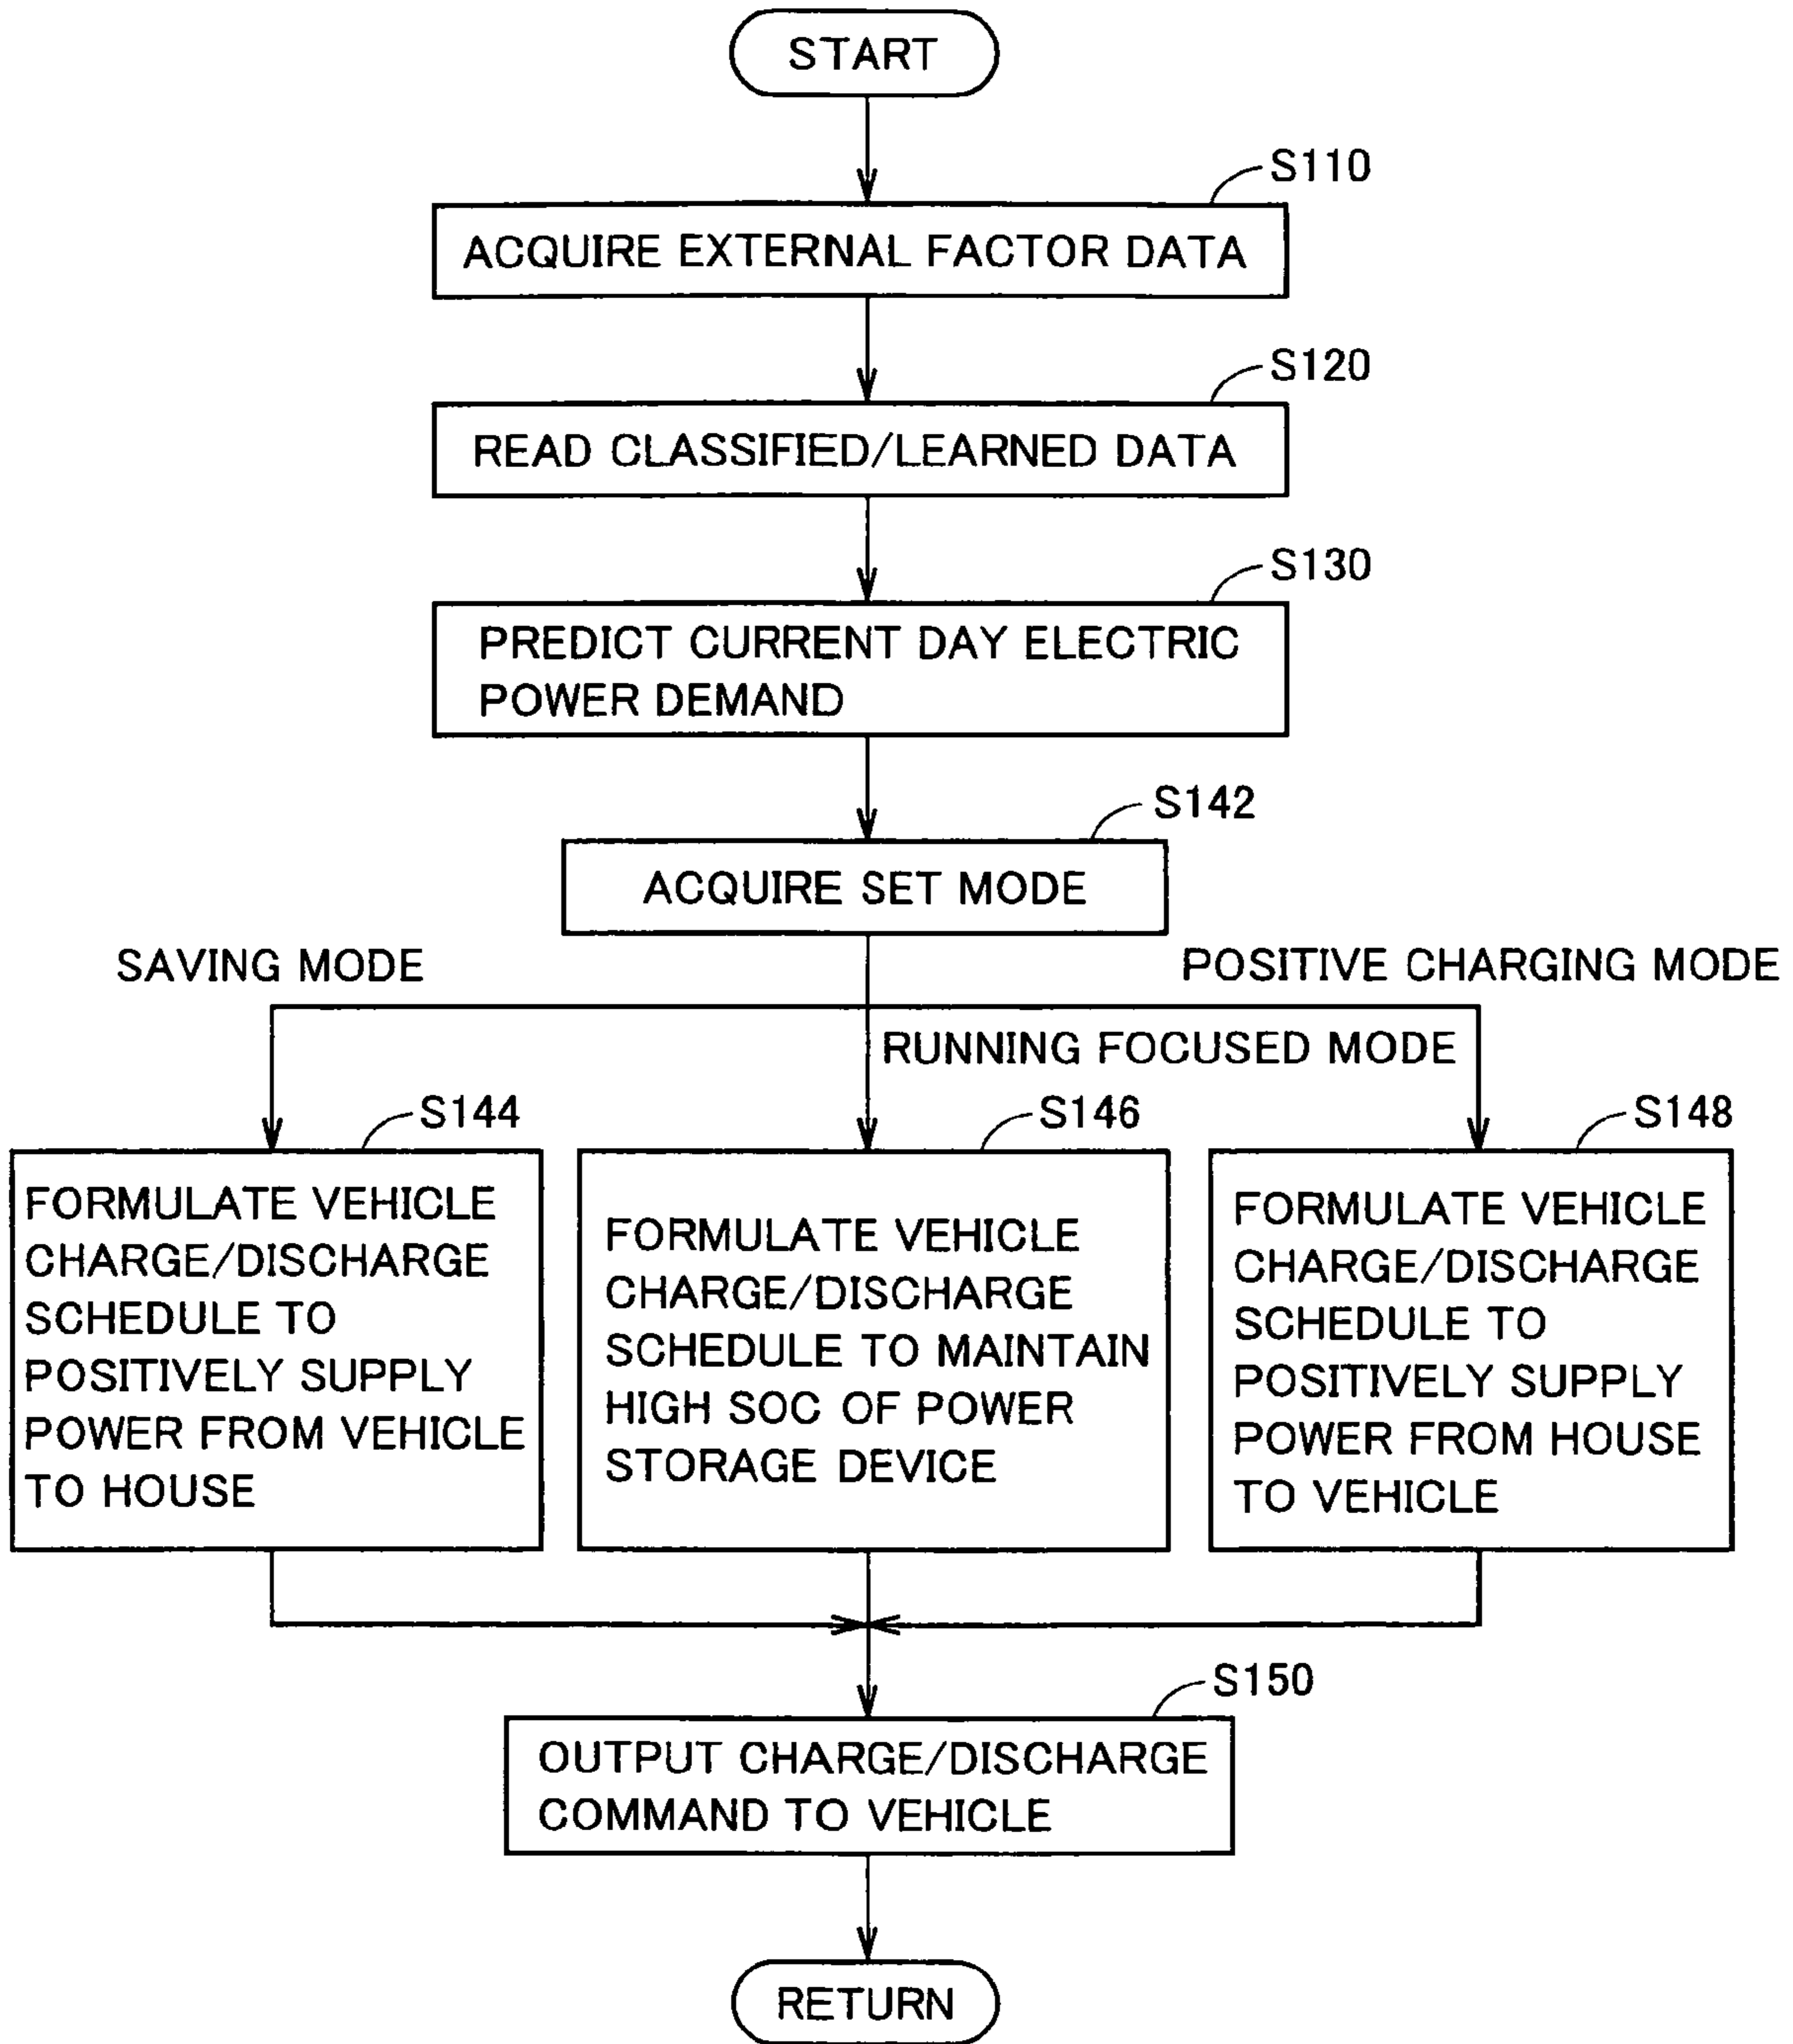 START
S110
ACQUIRE EXTERNAL FACTOR DATA
S120
READ CLASSIFIED/LEARNED DATA
S130
PREDICT CURRENT DAY ELECTRIC
POWER DEMAND
S142
ACQUIRE SET MODE
SAVING MODE
POSITIVE CHARGING MODE
RUNNING FOCUSED MODE
S144
FORMULATE VEHICLE
CHARGE/DISCHARGE
SCHEDULE TO
POSITIVELY SUPPLY
POWER FROM VEHICLE
TO HOUSE
S146
FORMULATE VEHICLE
CHARGE/DISCHARGE
SCHEDULE TO MAINTAIN
HIGH SOC OF POWER
STORAGE DEVICE
S148
FORMULATE VEHICLE
CHARGE/DISCHARGE
SCHEDULE TO
POSITIVELY SUPPLY
POWER FROM HOUSE
TO VEHICLE
S150
OUTPUT CHARGE/DISCHARGE
COMMAND TO VEHICLE
RETURN